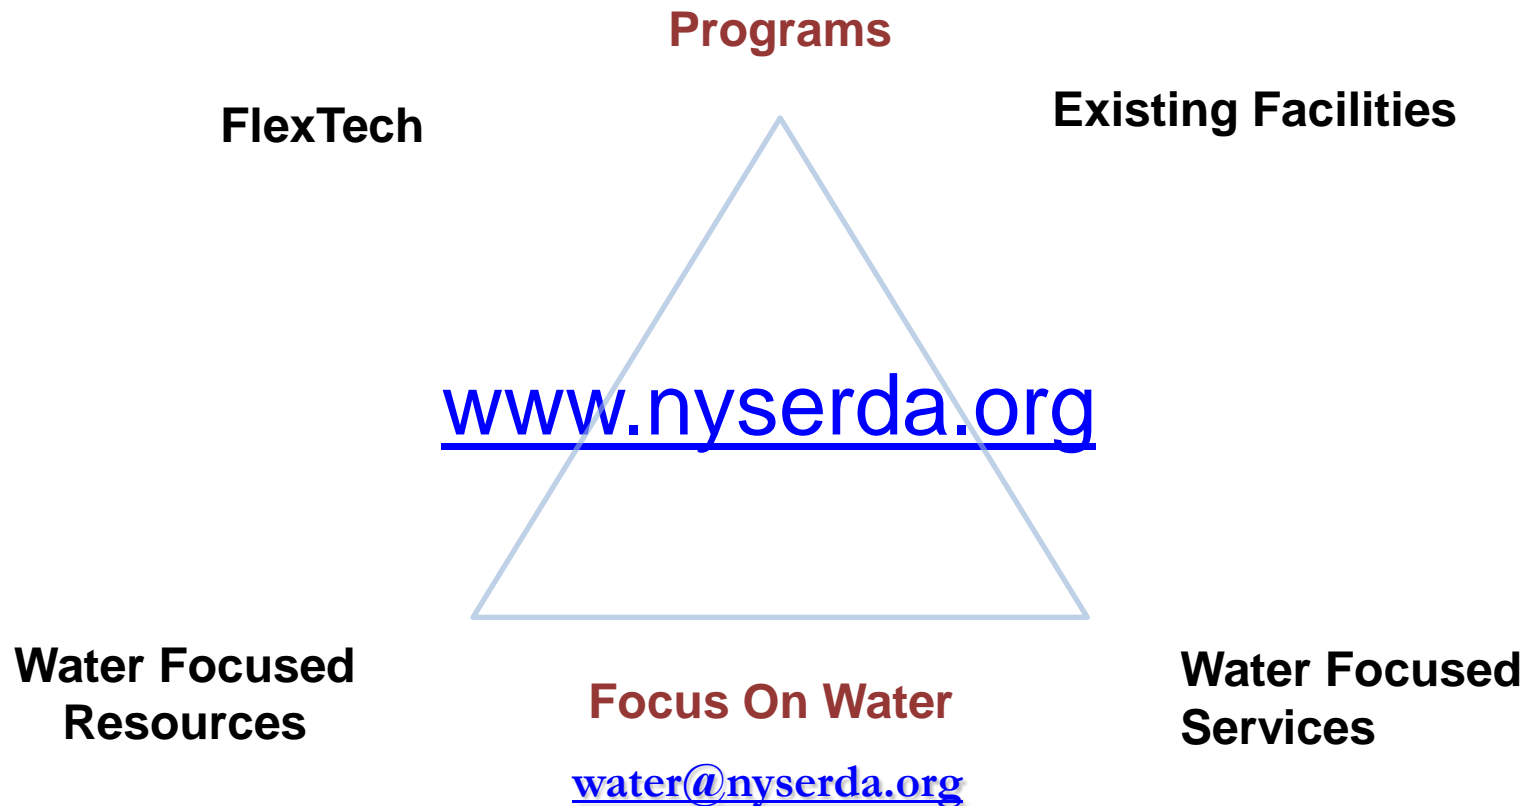 Programs
FlexTech
Existing Facilities
www.nyserda.org
Water Focused
Resources
Focus On Water
Water Focused
Services
water@nyserda.org